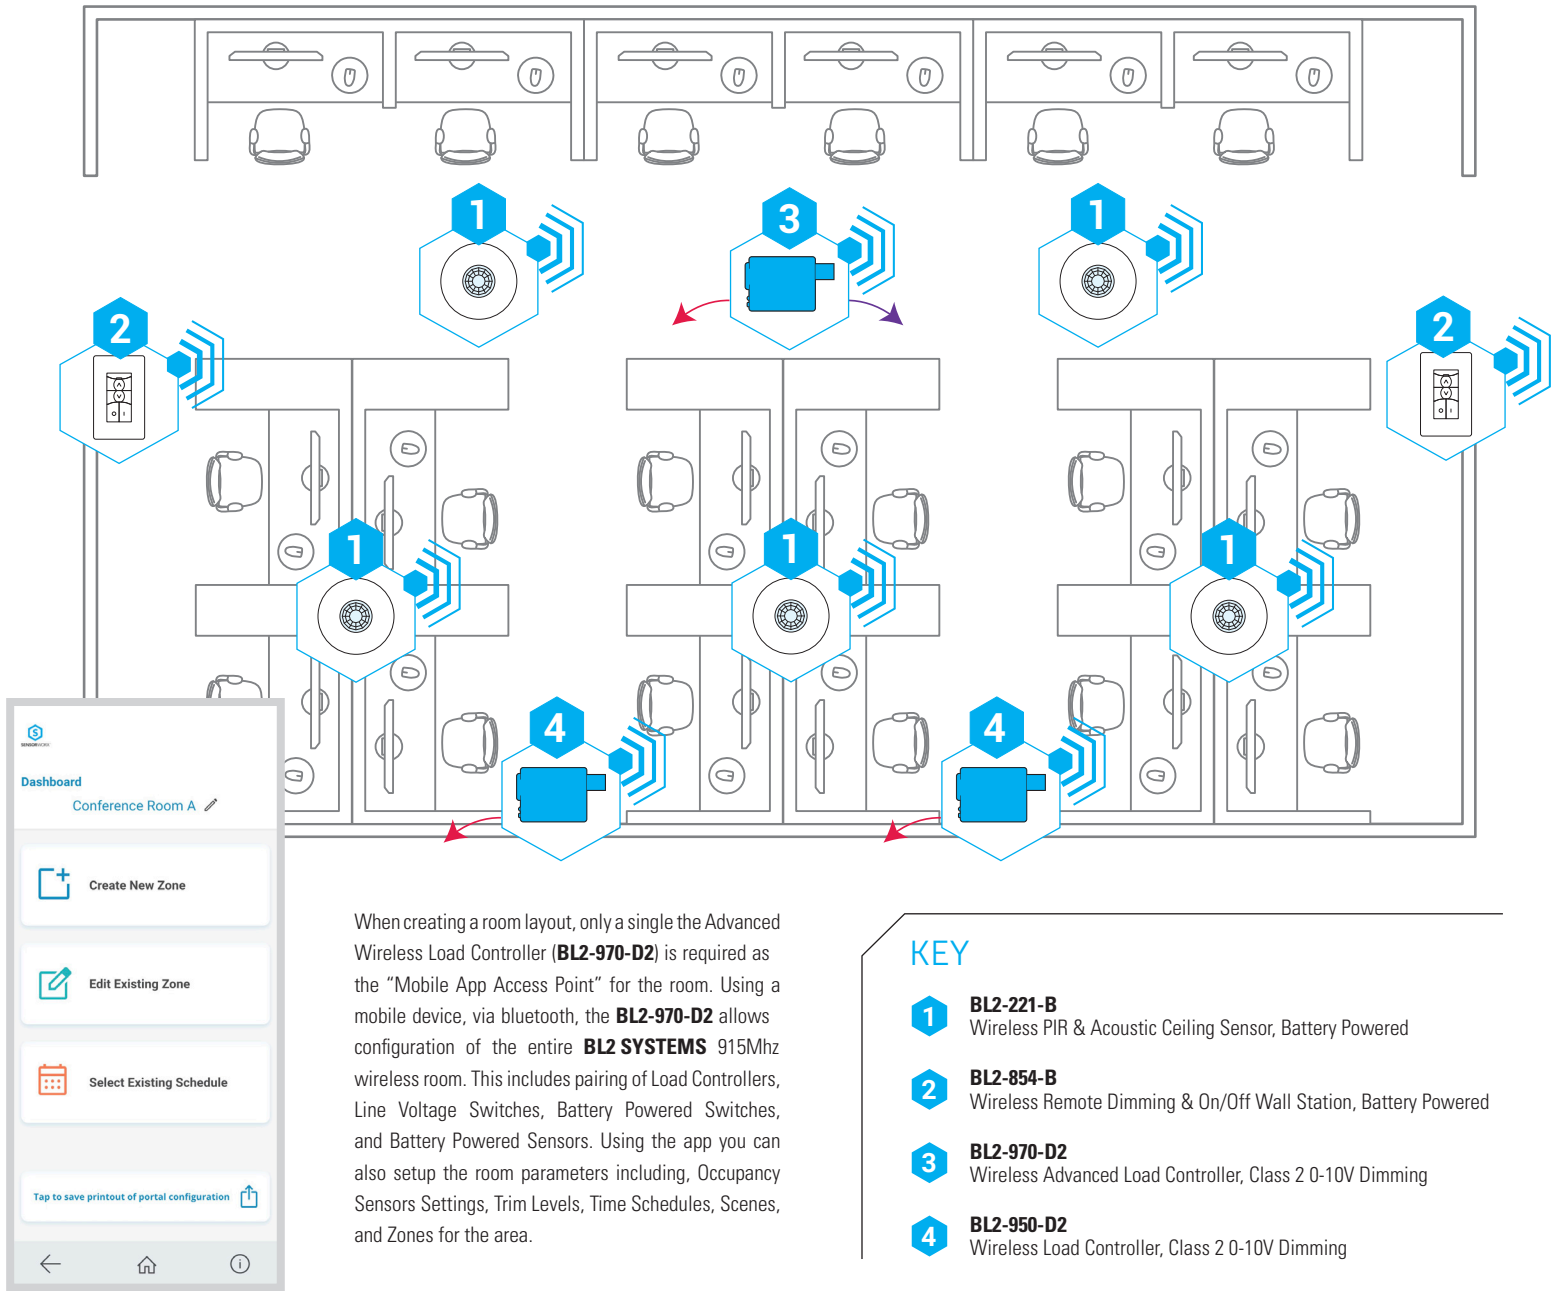 1
3
1
2
2
1
1
1
4
4
S
SENSORWORX
Dashboard
Conference Room A
Create New Zone
Edit Existing Zone
Select Existing Schedule
Tap to save printout of portal configuration
When creating a room layout, only a single the Advanced
Wireless Load Controller (BL2-970-D2) is required as
the “Mobile App Access Point” for the room. Using a
mobile device, via bluetooth, the BL2-970-D2 allows
configuration of the entire BL2 SYSTEMS 915Mhz
wireless room. This includes pairing of Load Controllers,
Line Voltage Switches, Battery Powered Switches,
and Battery Powered Sensors. Using the app you can
also setup the room parameters including, Occupancy
Sensors Settings, Trim Levels, Time Schedules, Scenes,
and Zones for the area.
KEY
1
BL2-221-B
Wireless PIR & Acoustic Ceiling Sensor, Battery Powered
2
BL2-854-B
Wireless Remote Dimming & On/Off Wall Station, Battery Powered
3
BL2-970-D2
Wireless Advanced Load Controller, Class 2 0-10V Dimming
4
BL2-950-D2
Wireless Load Controller, Class 2 0-10V Dimming